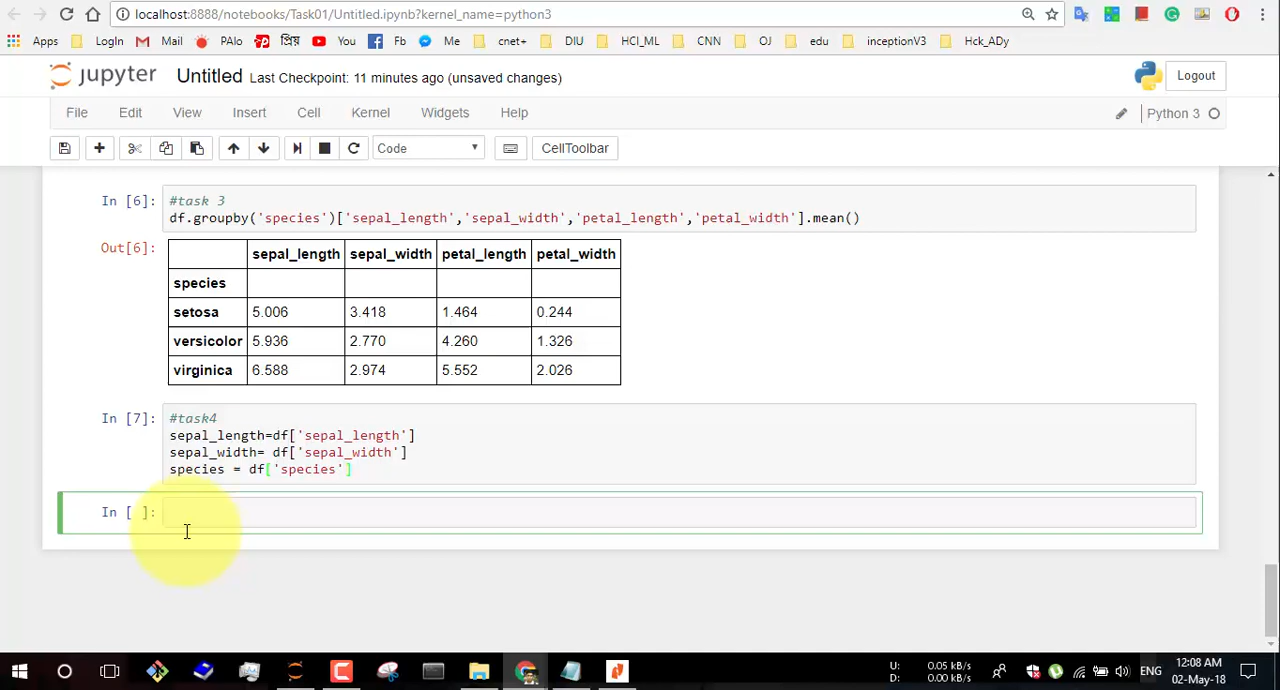 localhost:8888/notebooks/Task01/Untitled.ipynb?kernel_name=python3
Apps LogIn Mail PAlo প্রিয় You Fb Me cnet+ DIU HCI_ML CNN OJ edu inceptionV3 Hck_ADy
jupyter Untitled Last Checkpoint: 11 minutes ago (unsaved changes) Logout
File Edit View Insert Cell Kernel Widgets Help Python 3
Code CellToolbar
In [6]: #task 3
df.groupby('species')['sepal_length','sepal_width','petal_length','petal_width'].mean()
Out[6]: sepal_length sepal_width petal_length petal_width
species
setosa 5.006 3.418 1.464 0.244
versicolor 5.936 2.770 4.260 1.326
virginica 6.588 2.974 5.552 2.026
In [7]: #task4
sepal_length=df['sepal_length']
sepal_width= df['sepal_width']
species = df['species']
In [ ]:
U: 0.05 kB/s
D: 0.00 kB/s
ENG
12:08 AM
02-May-18